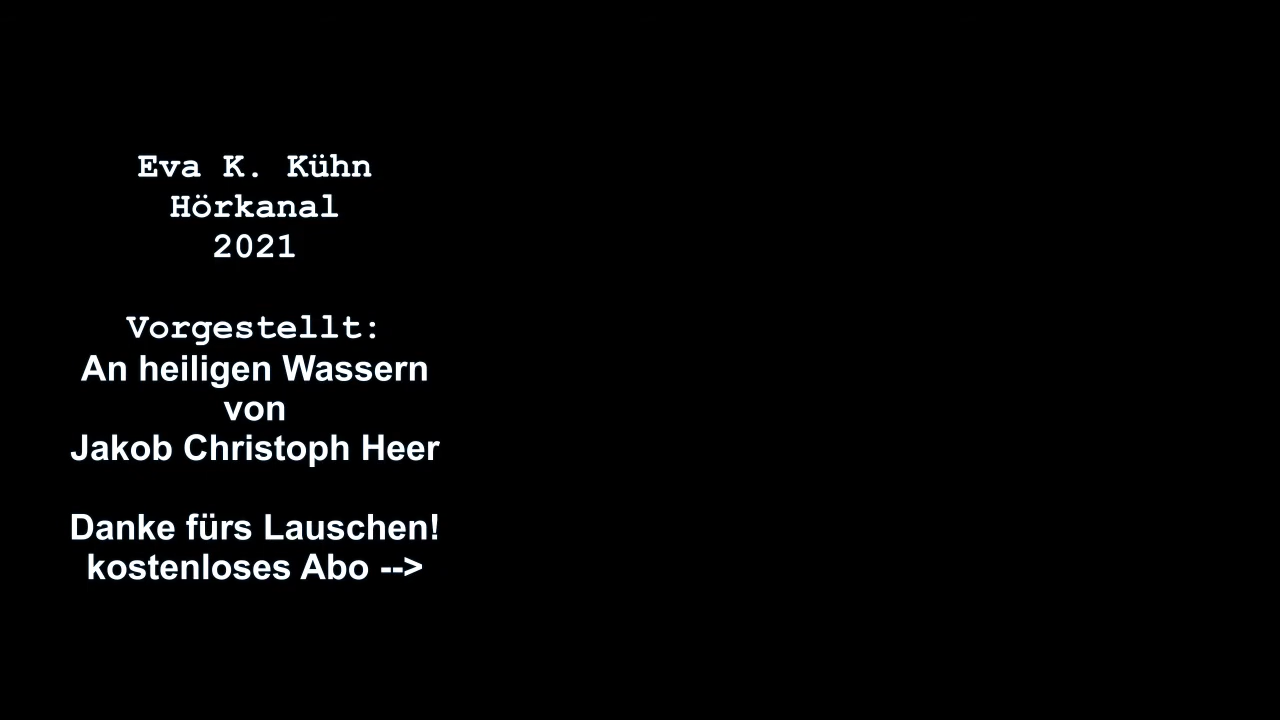 Eva K. Kühn
Hörkanal
2021
Vorgestellt:
An heiligen Wassern
von
Jakob Christoph Heer
Danke fürs Lauschen!
kostenloses Abo -->